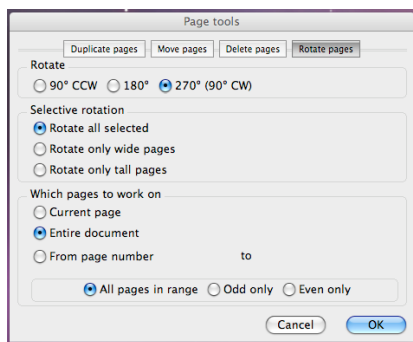 Page tools
Duplicate pages Move pages Delete pages Rotate pages
Rotate
90° CCW 180° 270° (90° CW)
Selective rotation
Rotate all selected
Rotate only wide pages
Rotate only tall pages
Which pages to work on
Current page
Entire document
From page number to
All pages in range Odd only Even only
Cancel OK